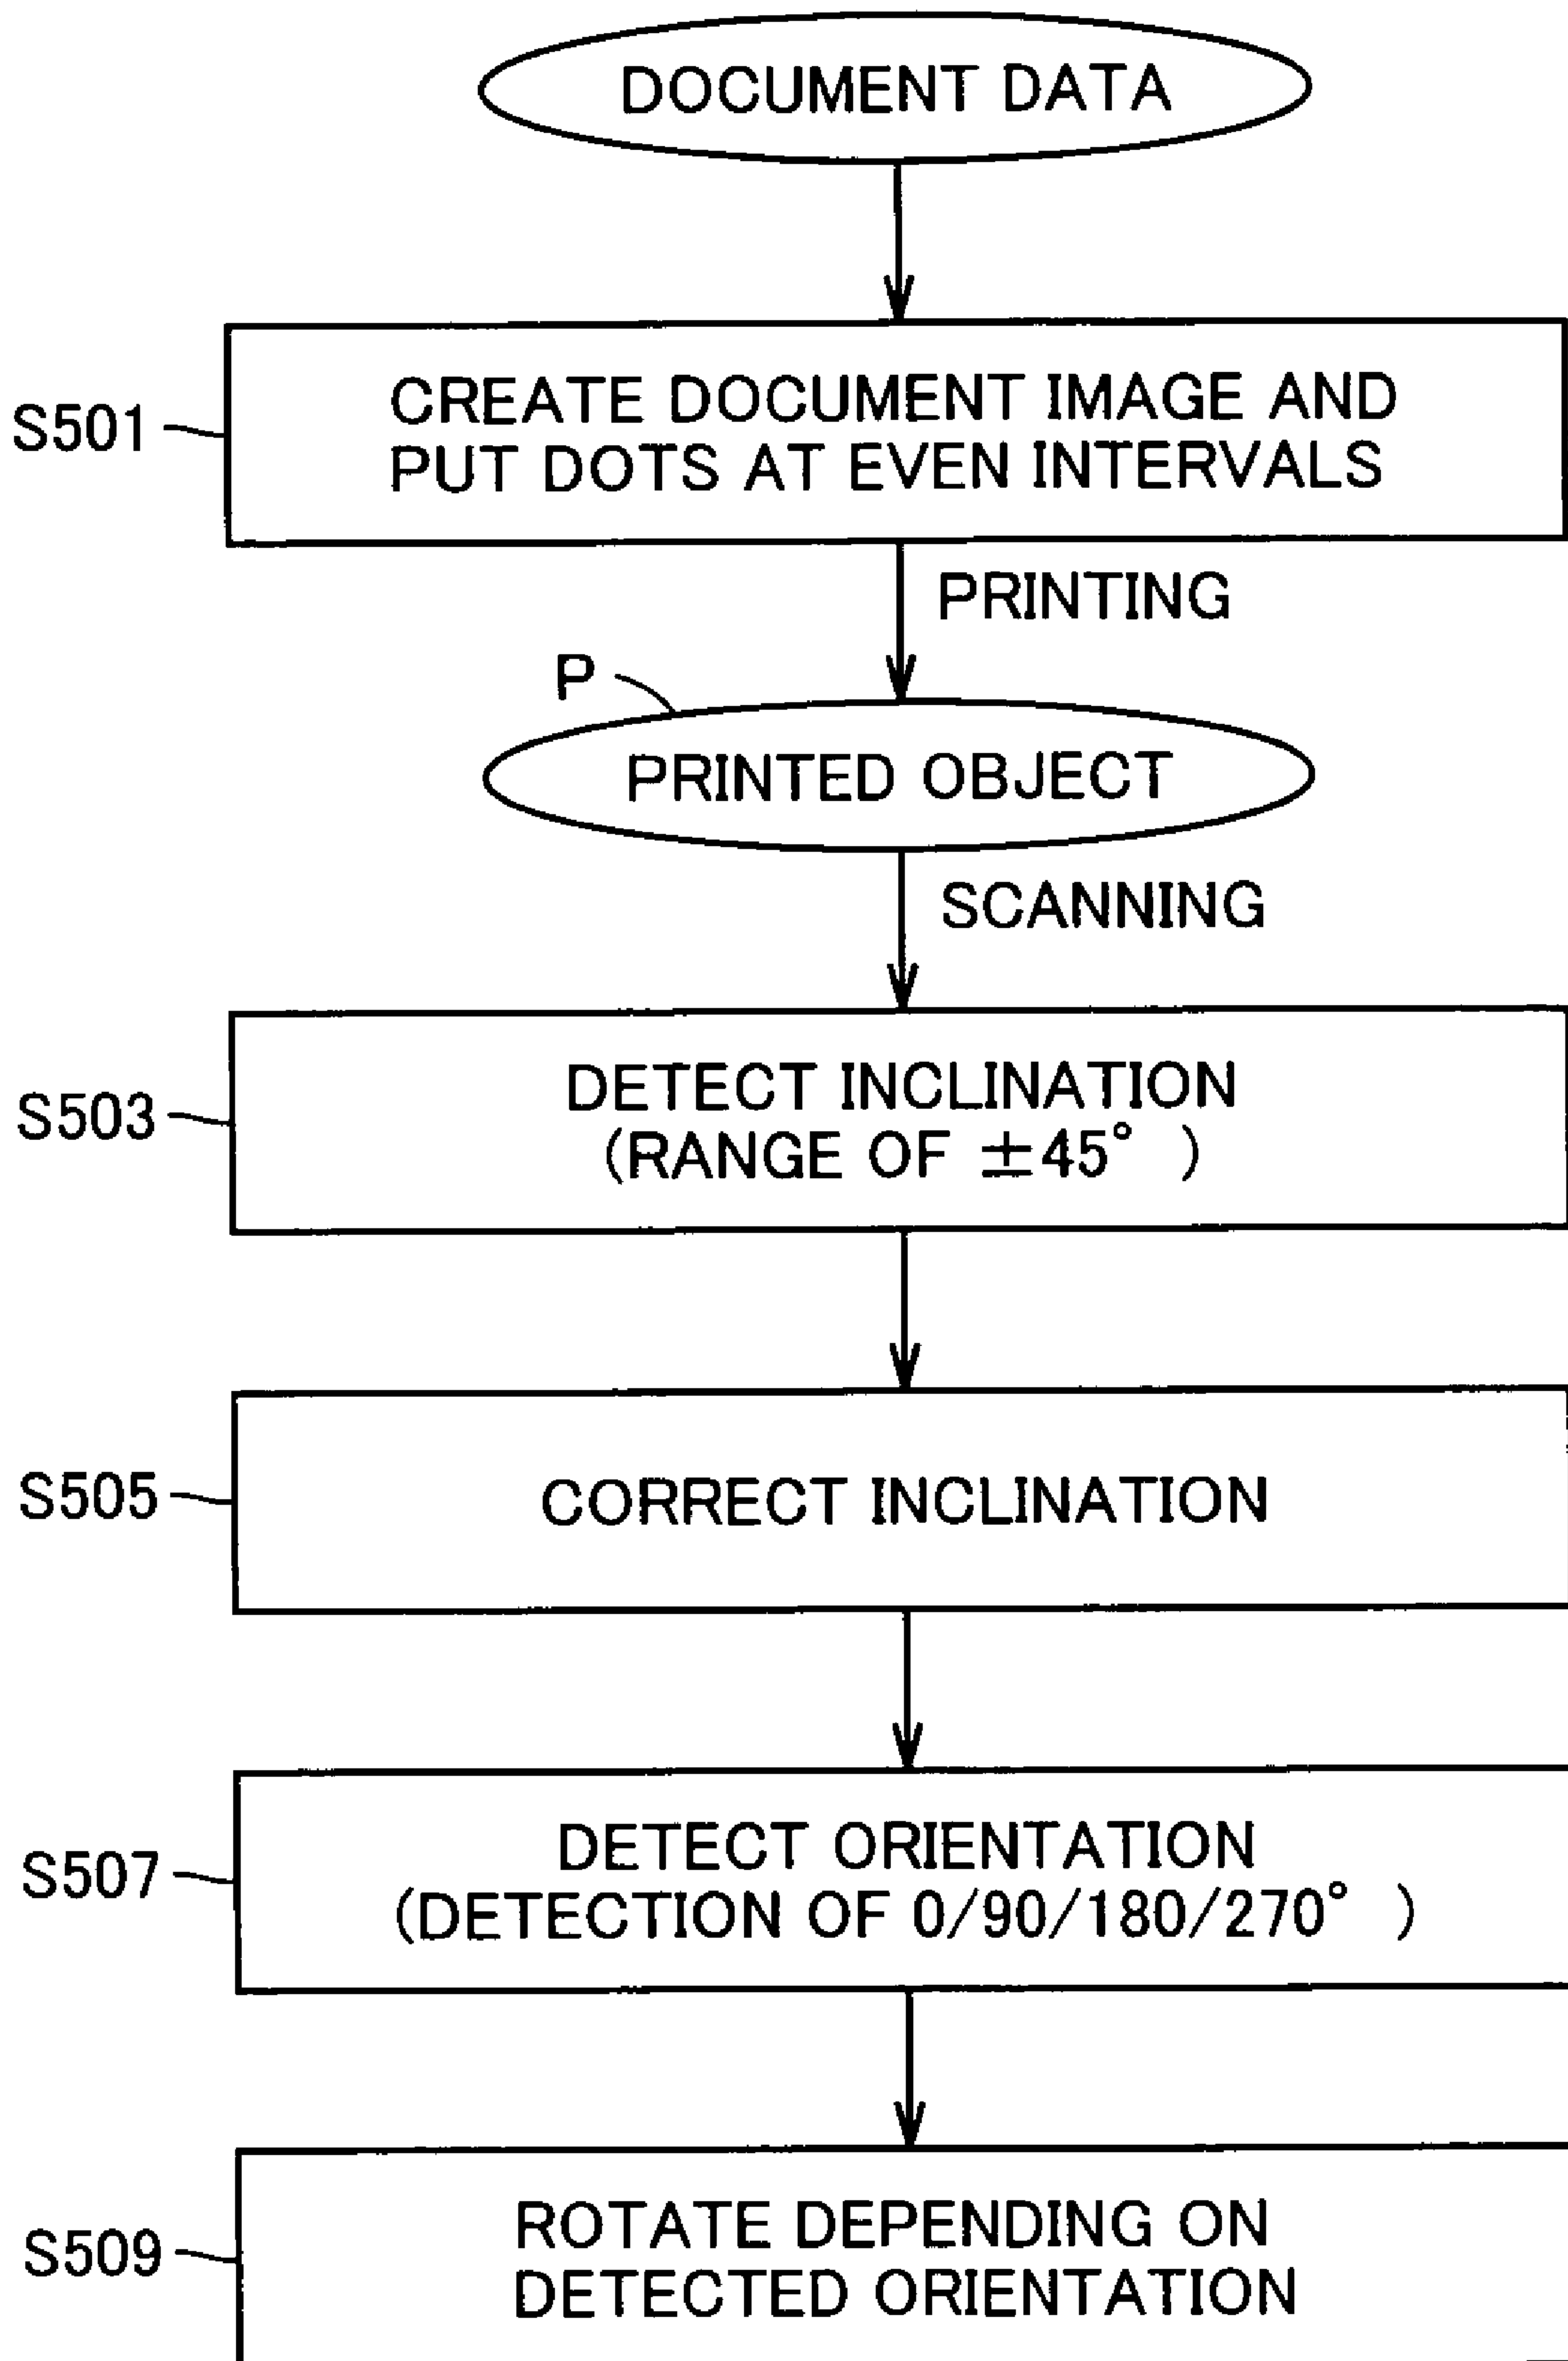 DOCUMENT DATA
S501
CREATE DOCUMENT IMAGE AND
PUT DOTS AT EVEN INTERVALS
PRINTING
P
PRINTED OBJECT
SCANNING
S503
DETECT INCLINATION
(RANGE OF ±45° )
S505
CORRECT INCLINATION
S507
DETECT ORIENTATION
(DETECTION OF 0/90/180/270° )
S509
ROTATE DEPENDING ON
DETECTED ORIENTATION